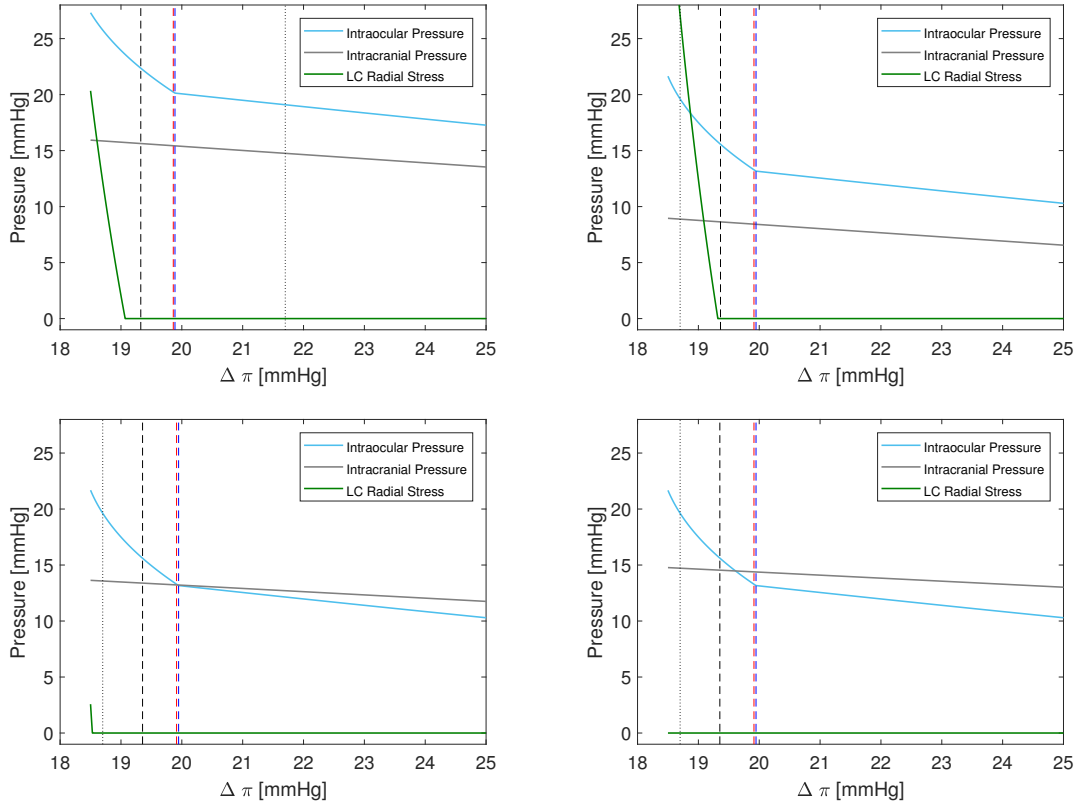 Pressure [mmHg]
25
20
15
10
5
0
18 19 20 21 22 23 24 25
Δ π [mmHg]
Intraocular Pressure
Intracranial Pressure
LC Radial Stress
Pressure [mmHg]
25
20
15
10
5
0
18 19 20 21 22 23 24 25
Δ π [mmHg]
Intraocular Pressure
Intracranial Pressure
LC Radial Stress
Pressure [mmHg]
25
20
15
10
5
0
18 19 20 21 22 23 24 25
Δ π [mmHg]
Intraocular Pressure
Intracranial Pressure
LC Radial Stress
Pressure [mmHg]
25
20
15
10
5
0
18 19 20 21 22 23 24 25
Δ π [mmHg]
Intraocular Pressure
Intracranial Pressure
LC Radial Stress